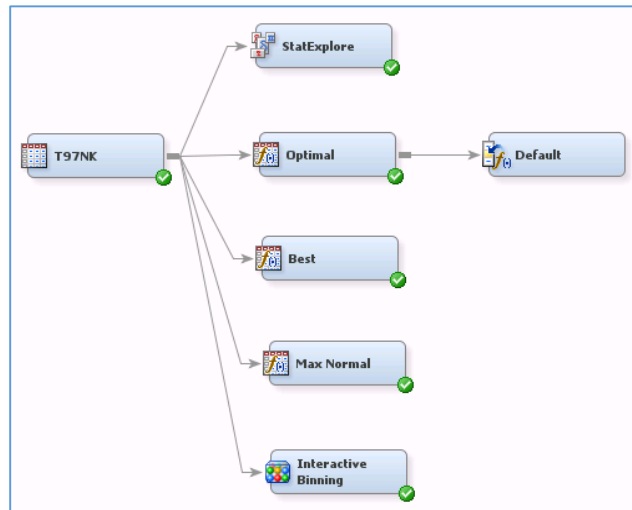 StatExplore
T97NK
Optimal
Default
Best
Max Normal
Interactive
Binning